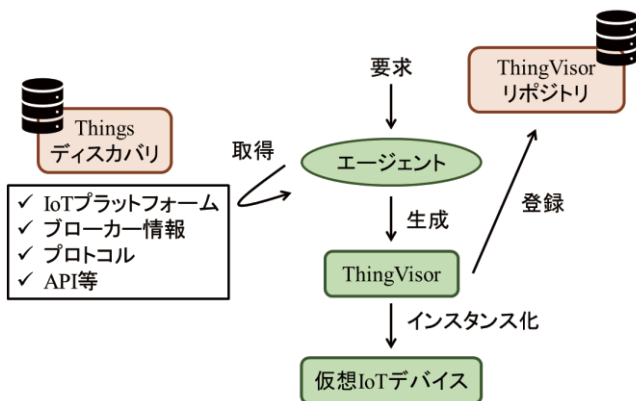 要求
ThingVisor
リポジトリ
Things
ディスカバリ
取得
エージェント
登録
✓ IoTプラットフォーム
✓ ブローカー情報
✓ プロトコル
✓ API等
生成
ThingVisor
インスタンス化
仮想IoTデバイス